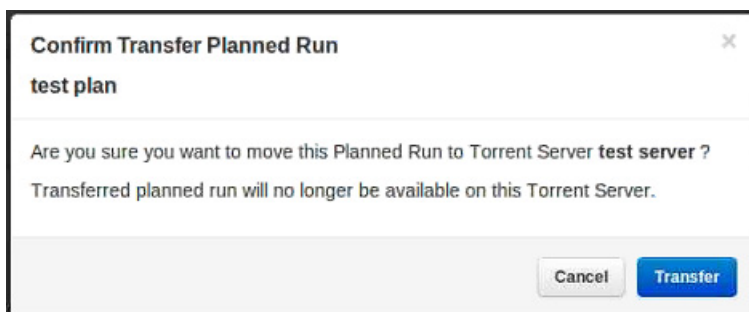 Confirm Transfer Planned Run
×
test plan
Are you sure you want to move this Planned Run to Torrent Server test server ?
Transferred planned run will no longer be available on this Torrent Server.
Cancel Transfer